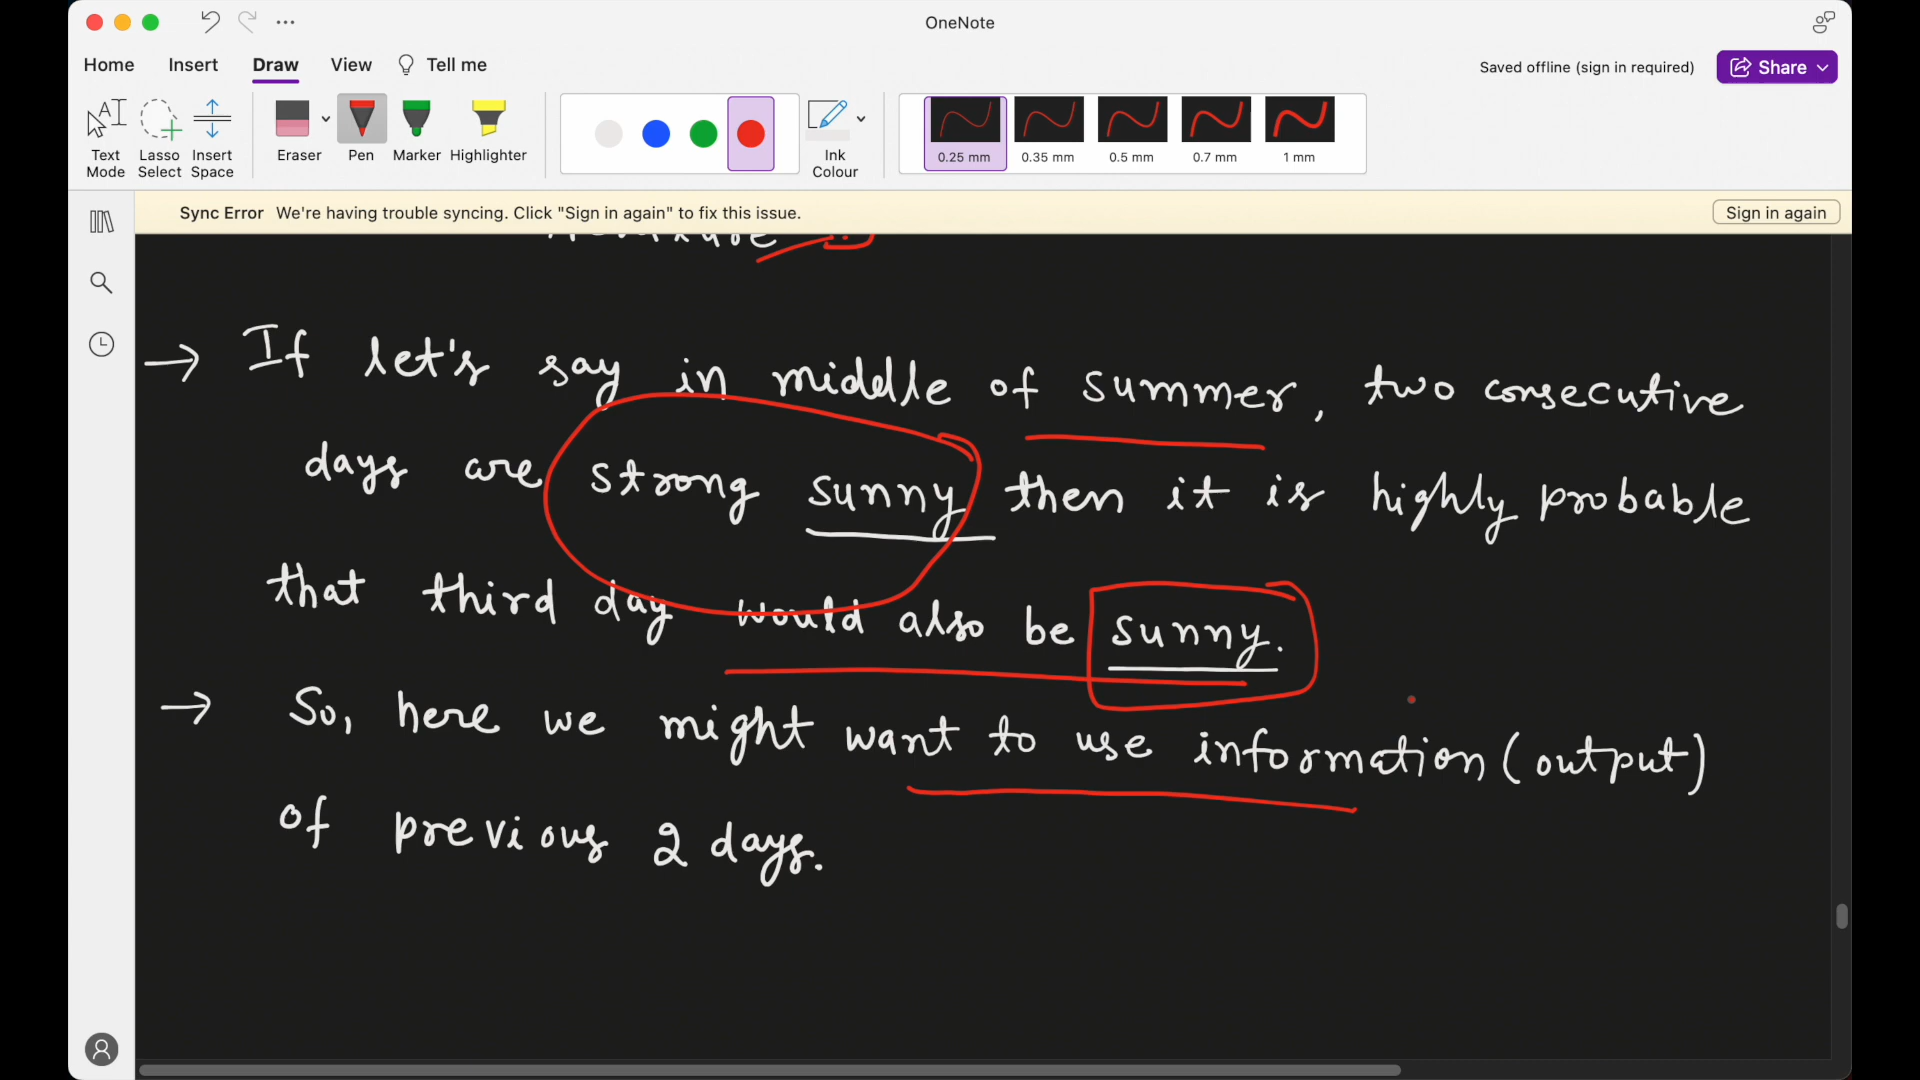 OneNote
Home Insert Draw View Tell me
Saved offline (sign in required) Share
Text Mode Lasso Select Insert Space Eraser Pen Marker Highlighter Ink Colour 0.25 mm 0.35 mm 0.5 mm 0.7 mm 1 mm
Sync Error We're having trouble syncing. Click "Sign in again" to fix this issue. Sign in again
→ If let's say in middle of summer, two consecutive
days are strong sunny then it is highly probable
that third day would also be sunny.
→ So, here we might want to use information (output)
of previous 2 days.